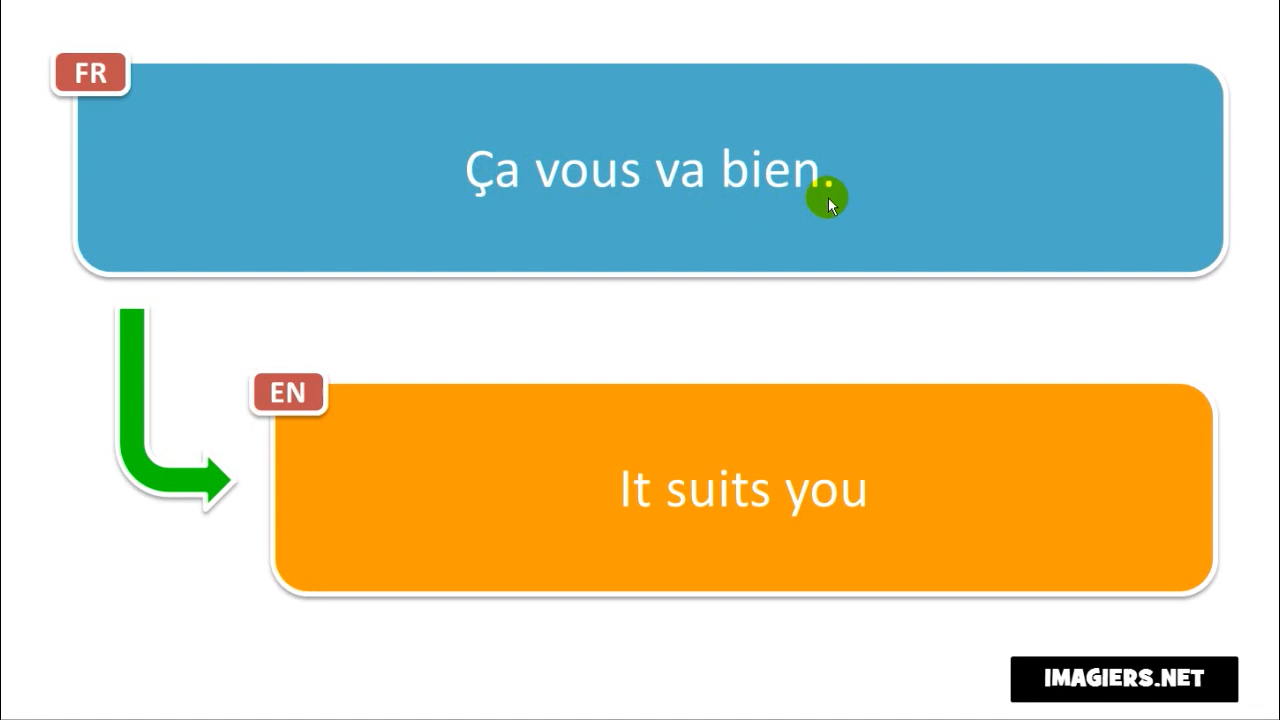 FR
Ça vous va bien.
EN
It suits you
IMAGIERS.NET